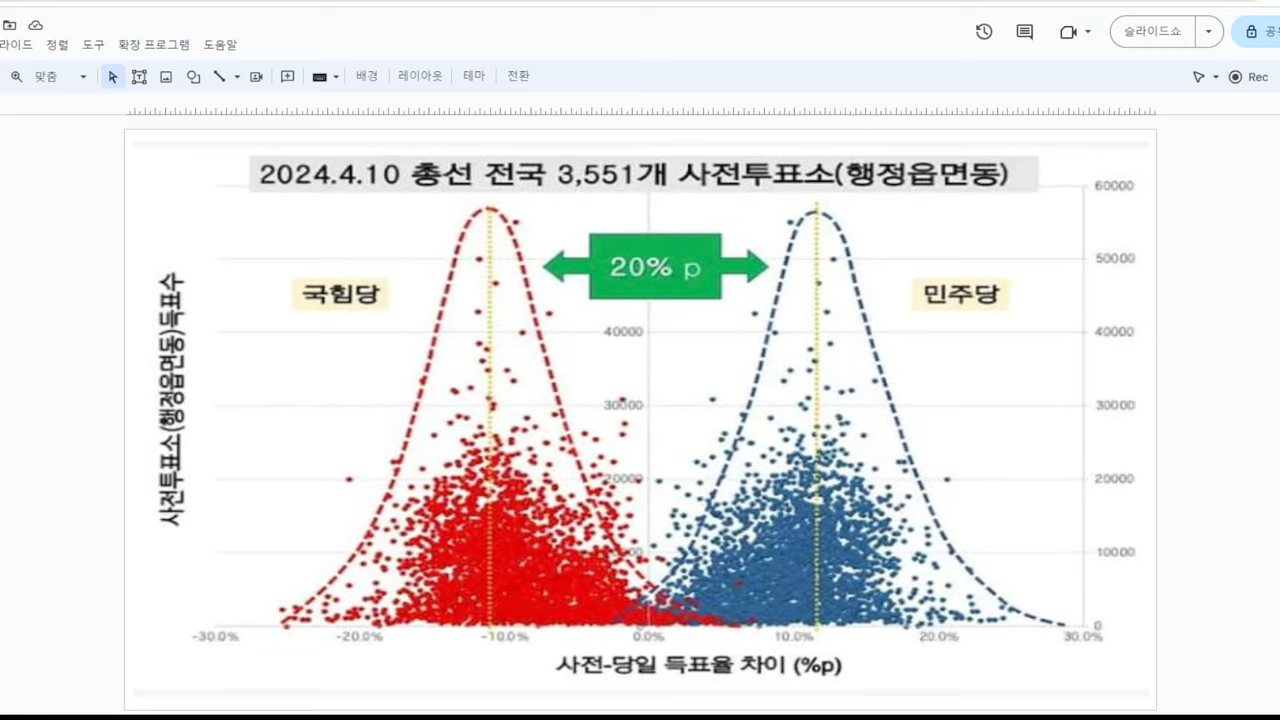 라이드 정렬 도구 확장 프로그램 도움말
슬라이드쇼
공유
맞춤
배경
레이아웃
테마
전환
Rec
2024.4.10 총선 전국 3,551개 사전투표소(행정읍면동)
국힘당
20% p
민주당
사전투표소(행정읍면동)득표수
60000
50000
40000
30000
20000
10000
0
40000
30000
20000
-30.0% -20.0% -10.0% 0.0% 10.0% 20.0% 30.0%
사전-당일 득표율 차이 (%p)